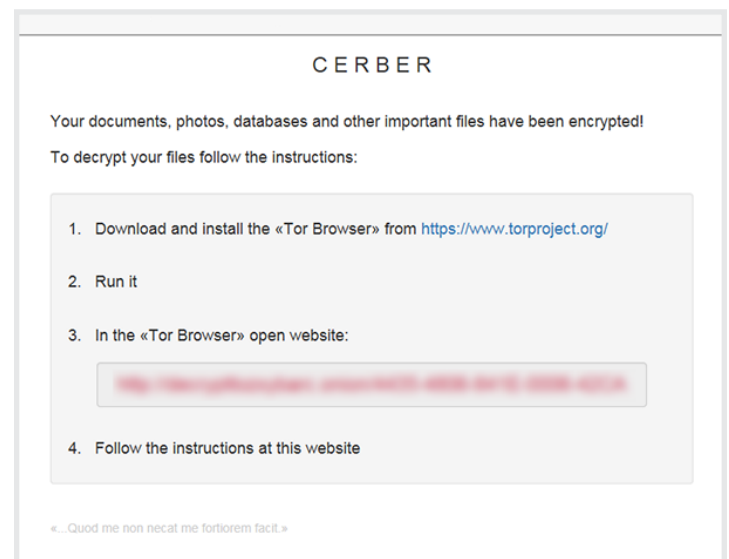 CERBER
Your documents, photos, databases and other important files have been encrypted!
To decrypt your files follow the instructions:
1. Download and install the «Tor Browser» from https://www.torproject.org/
2. Run it
3. In the «Tor Browser» open website:
4. Follow the instructions at this website
«...Quod me non necat me fortiorem facit.»